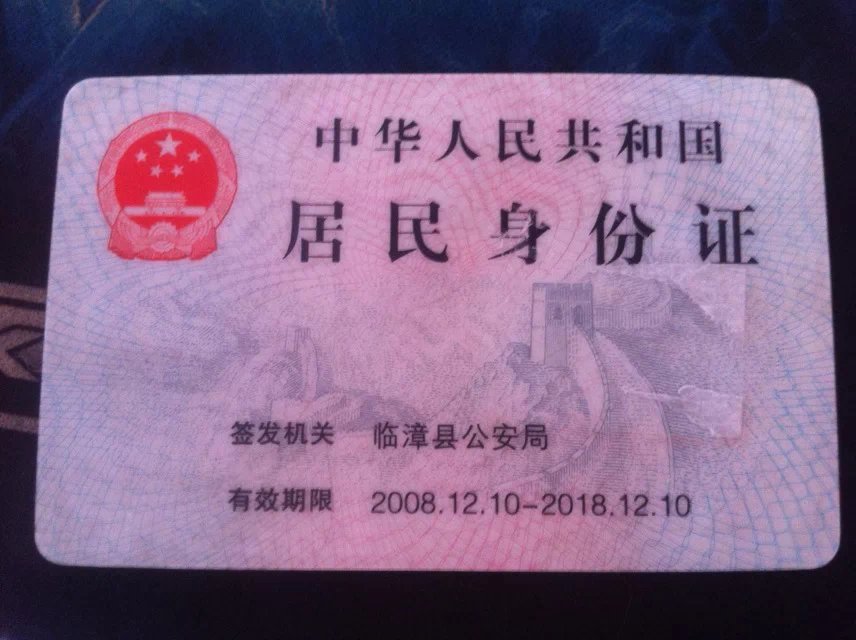 中华人民共和国
居民身份证
签发机关 临漳县公安局
有效期限 2008.12.10-2018.12.10